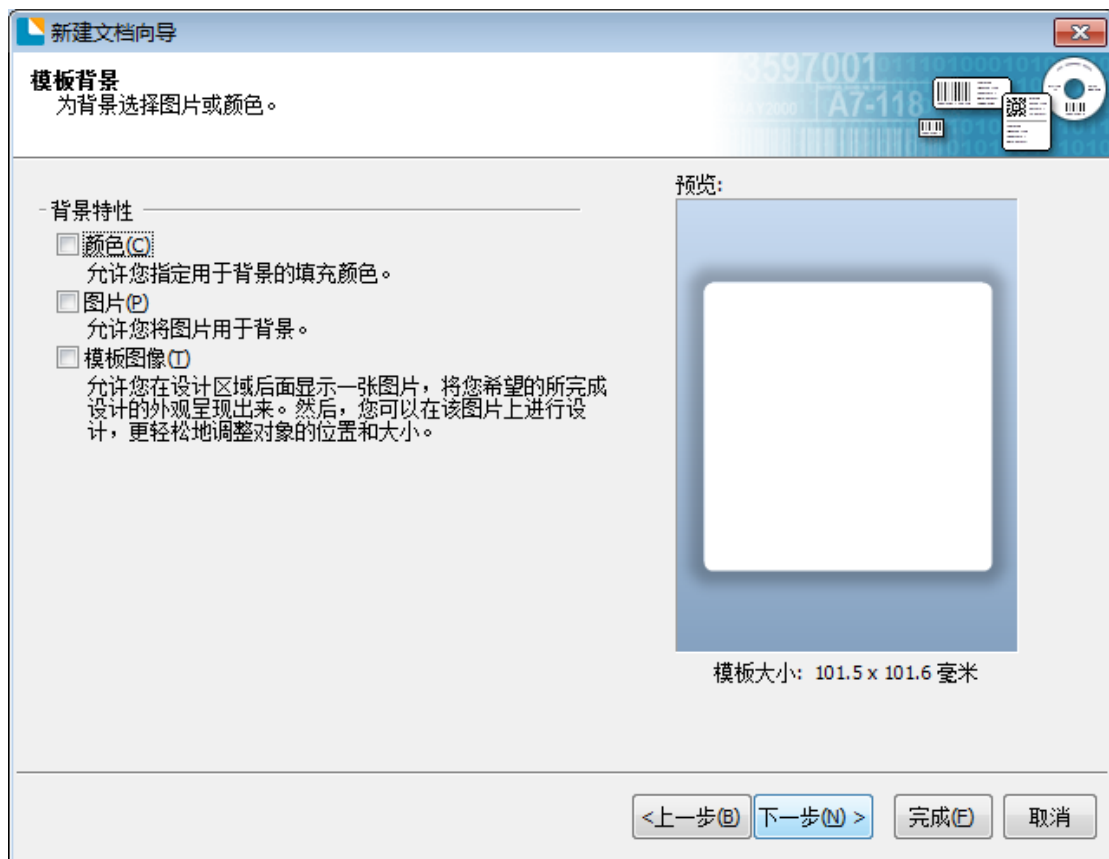 新建文档向导
模板背景
为背景选择图片或颜色。
3597001
A7-118
预览:
背景特性
颜色(C)
允许您指定用于背景的填充颜色。
图片(P)
允许您将图片用于背景。
模板图像(T)
允许您在设计区域后面显示一张图片，将您希望的所完成
设计的外观呈现出来。然后，您可以在该图片上进行设
计，更轻松地调整对象的位置和大小。
模板大小: 101.5 x 101.6 毫米
<上一步(B)
下一步(N) >
完成(F)
取消